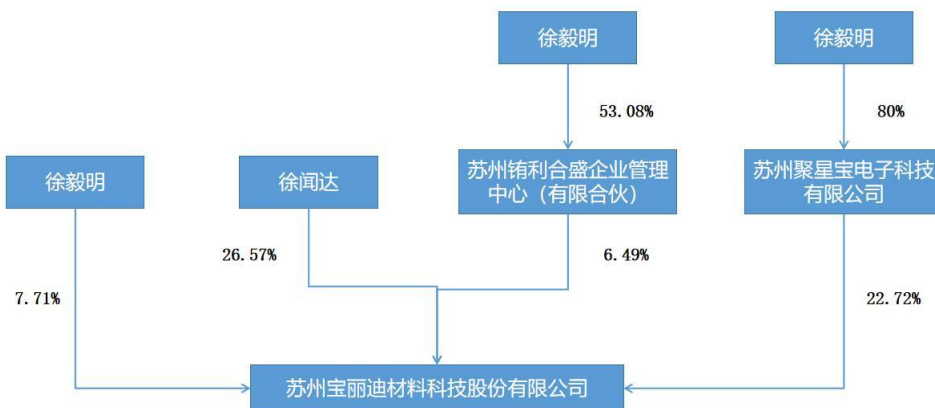 徐毅明
徐毅明
53.08%
80%
徐毅明
徐闻达
苏州铕利合盛企业管理
中心（有限合伙）
苏州聚星宝电子科技
有限公司
26.57%
6.49%
7.71%
22.72%
苏州宝丽迪材料科技股份有限公司